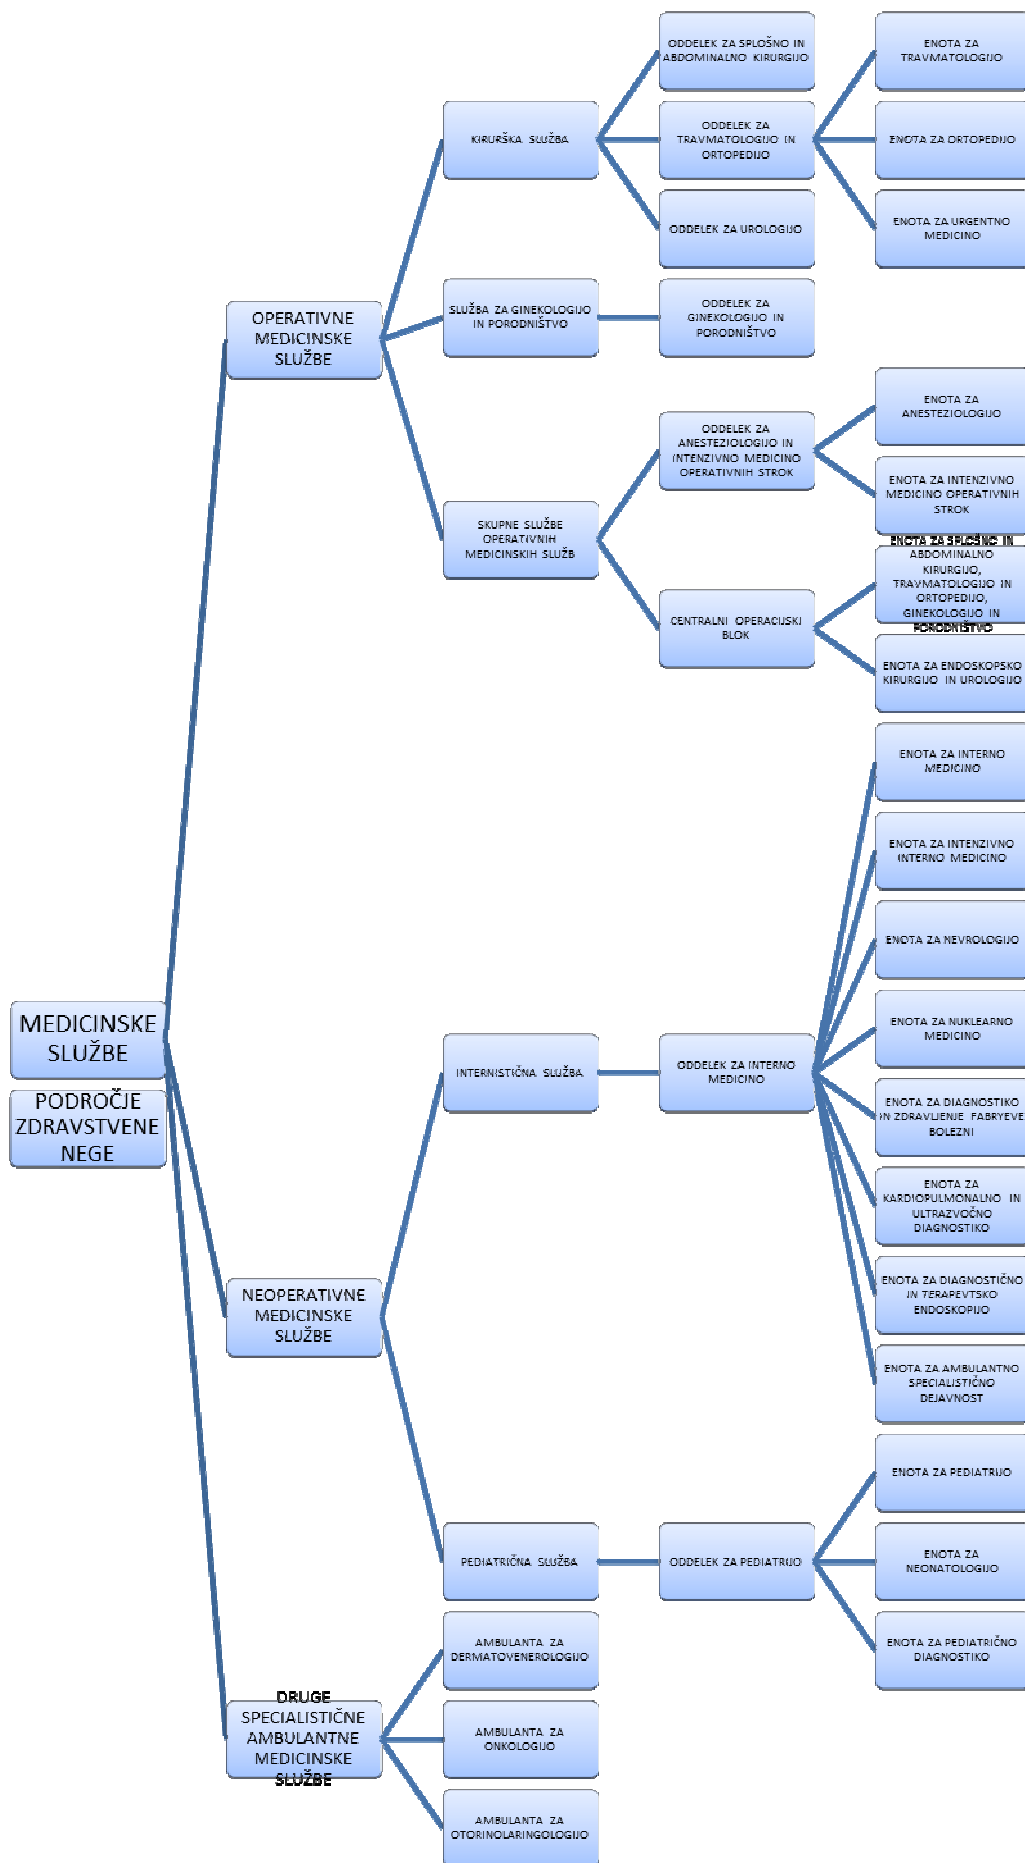 MEDICINSKE
SLUŽBE
PODROČJE
ZDRAVSTVENE
NEGE
OPERATIVNE
MEDICINSKE
SLUŽBE
KIRURŠKA SLUŽBA
ODDELEK ZA SPLOŠNO IN
ABDOMINALNO KIRURGIJO
ODDELEK ZA
TRAVMATOLOGIJO IN
ORTOPEDIJO
ENOTA ZA
TRAVMATOLOGIJO
ENOTA ZA ORTOPEDIJO
ENOTA ZA URGENTNO
MEDICINO
ODDELEK ZA UROLOGIJO
SLUŽBA ZA GINEKOLOGIJO
IN PORODNIŠTVO
ODDELEK ZA
GINEKOLOGIJO IN
PORODNIŠTVO
SKUPNE SLUŽBE
OPERATIVNIH
MEDICINSKIH SLUŽB
ODDELEK ZA
ANESTEZIOLOGIJO IN
INTENZIVNO MEDICINO
OPERATIVNIH STROK
ENOTA ZA
ANESTEZIOLOGIJO
ENOTA ZA INTENZIVNO
MEDICINO OPERATIVNIH
STROK
CENTRALNI OPERACIJSKI
BLOK
ENOTA ZA SPLOŠNO IN
ABDOMINALNO
KIRURGIJO,
TRAVMATOLOGIJO IN
ORTOPEDIJO,
GINEKOLOGIJO IN
PORODNIŠTVO
ENOTA ZA ENDOSKOPSKO
KIRURGIJO IN UROLOGIJO
NEOPERATIVNE
MEDICINSKE
SLUŽBE
INTERNISTIČNA SLUŽBA
ODDELEK ZA INTERNO
MEDICINO
ENOTA ZA INTERNO
MEDICINO
ENOTA ZA INTENZIVNO
INTERNO MEDICINO
ENOTA ZA NEVROLOGIJO
ENOTA ZA NUKLEARNO
MEDICINO
ENOTA ZA DIAGNOSTIKO
IN ZDRAVLJENJE FABRYEVE
BOLEZNI
ENOTA ZA
KARDIOPULMONALNO IN
ULTRAZVOČNO
DIAGNOSTIKO
ENOTA ZA DIAGNOSTIČNO
IN TERAPEVTSKO
ENDOSKOPIJO
ENOTA ZA AMBULANTNO
SPECIALISTIČNO
DEJAVNOST
PEDIATRIČNA SLUŽBA
ODDELEK ZA PEDIATRIJO
ENOTA ZA PEDIATRIJO
ENOTA ZA
NEONATOLOGIJO
ENOTA ZA PEDIATRIČNO
DIAGNOSTIKO
DRUGE
SPECIALISTIČNE
AMBULANTNE
MEDICINSKE
SLUŽBE
AMBULANTA ZA
DERMATOVENEROLOGIJO
AMBULANTA ZA
ONKOLOGIJO
AMBULANTA ZA
OTORINOLARINGOLOGIJO